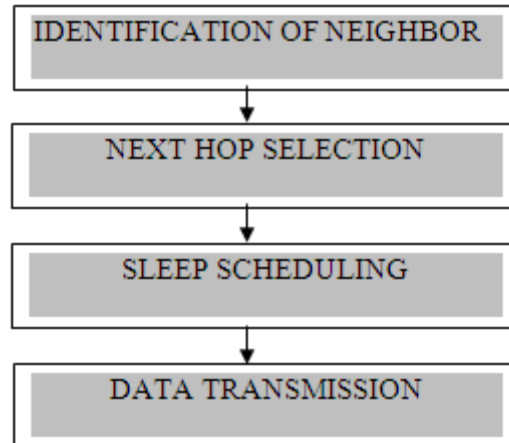 IDENTIFICATION OF NEIGHBOR
NEXT HOP SELECTION
SLEEP SCHEDULING
DATA TRANSMISSION